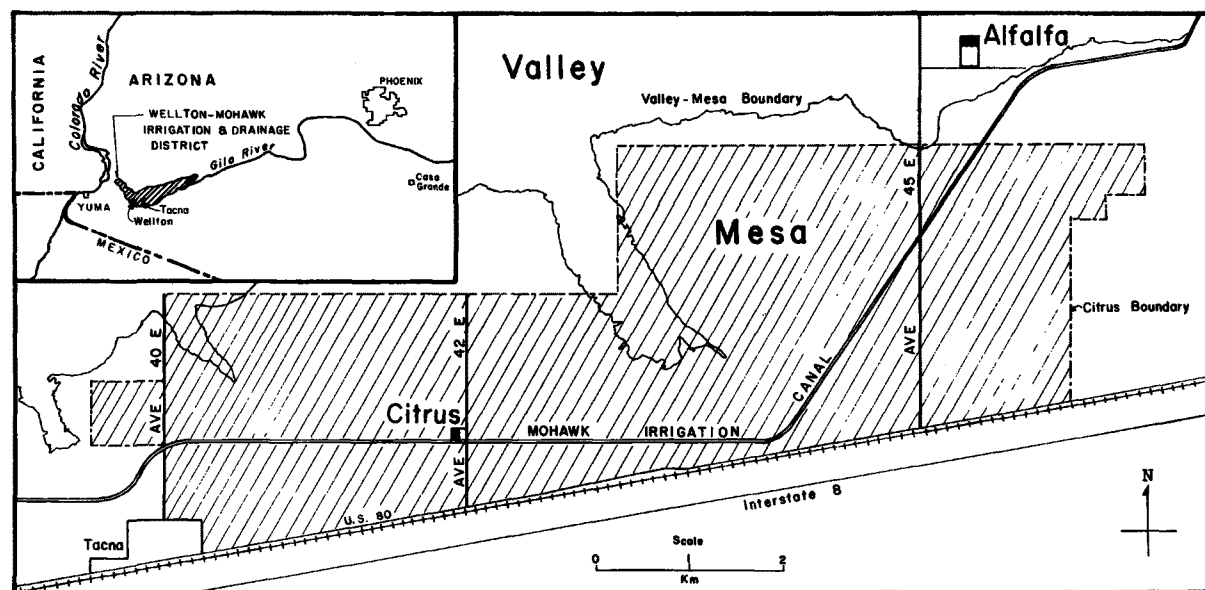 CALIFORNIA
Colorado River
ARIZONA
PHOENIX
WELLTON-MOHAWK
IRRIGATION & DRAINAGE
DISTRICT
Gila River
Casa
Grande
YUMA
Tacna
Wellton
MEXICO
Valley
Alfalfa
Valley-Mesa Boundary
Mesa
AVE 45 E
Citrus Boundary
AVE 40 E
AVE 42 E
Citrus
MOHAWK IRRIGATION CANAL
U.S. 80
Interstate 8
Tacna
Scale
0 1 2
Km
N